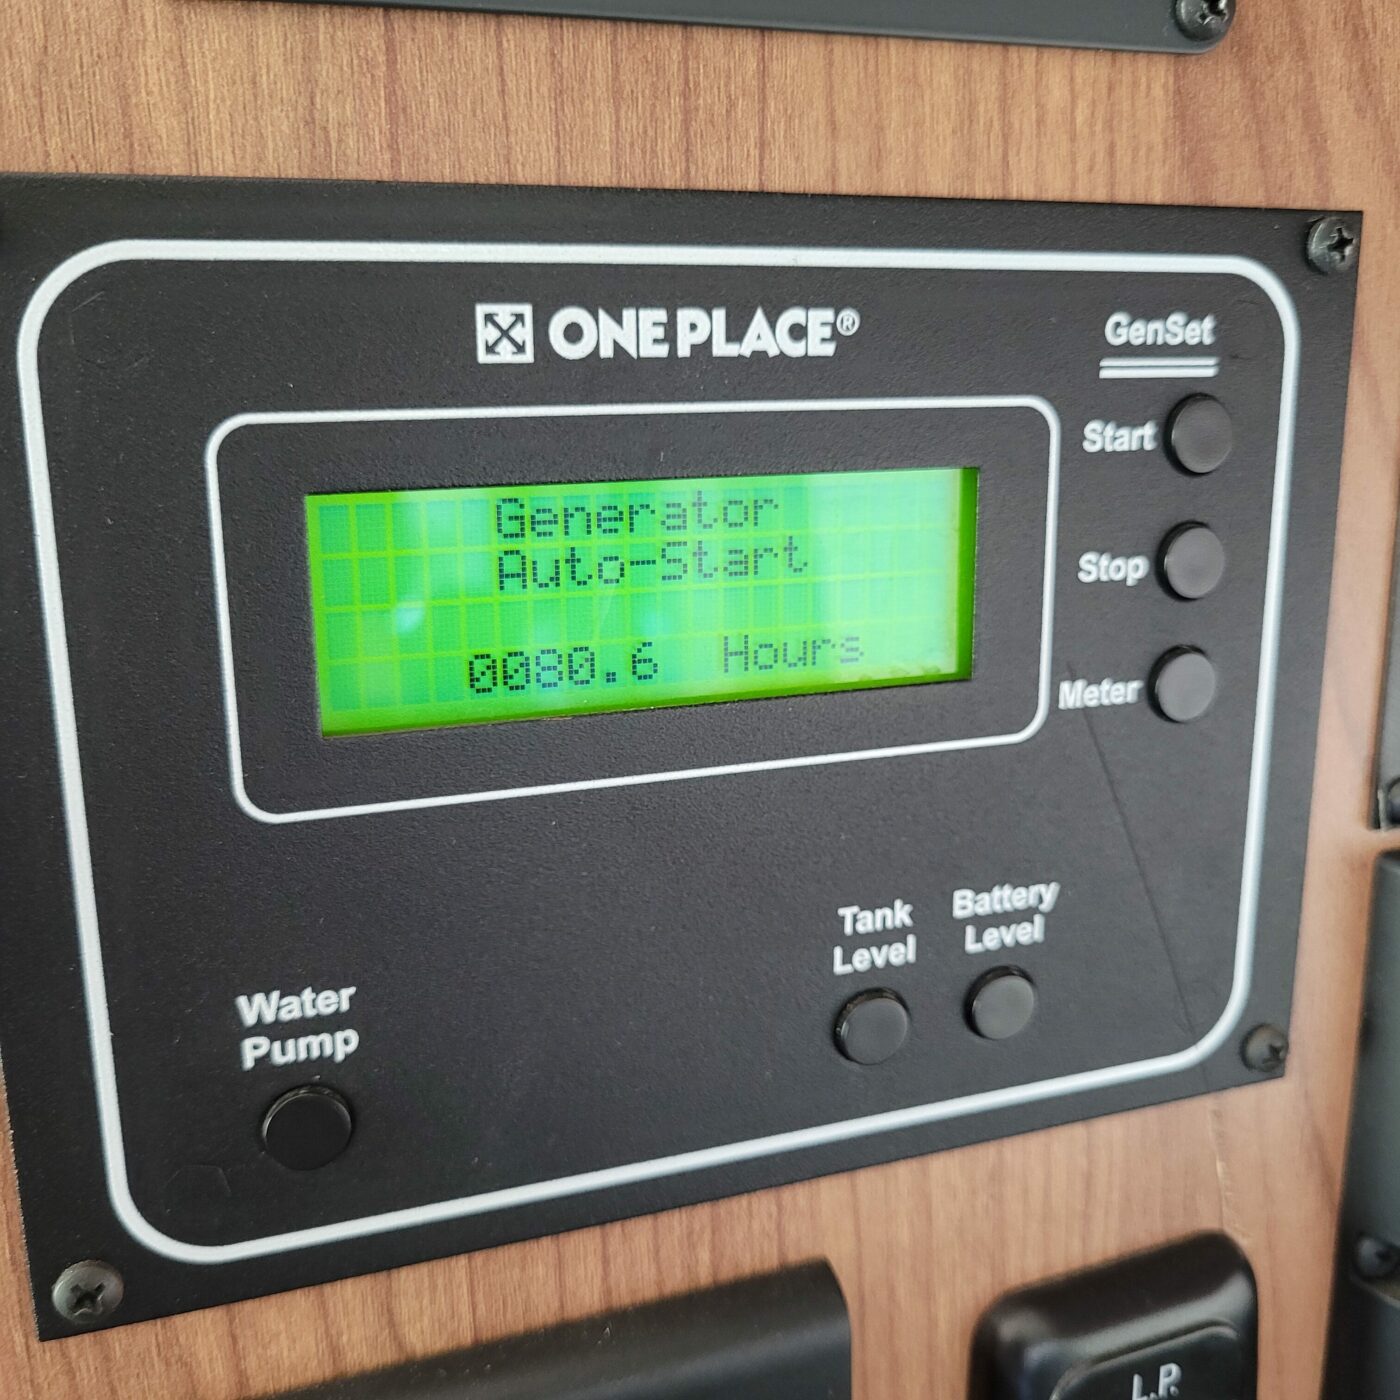 ONE PLACE®
GenSet
Generator
Auto-Start
0080.6 Hours
Start
Stop
Meter
Tank
Level
Battery
Level
Water
Pump
L.P.